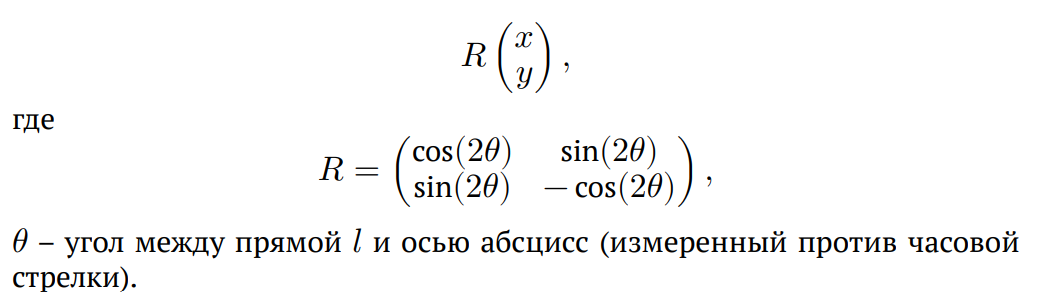 R (x
y) ,
где
R = (cos(2θ) sin(2θ)
sin(2θ) − cos(2θ)) ,
θ – угол между прямой l и осью абсцисс (измеренный против часовой
стрелки).